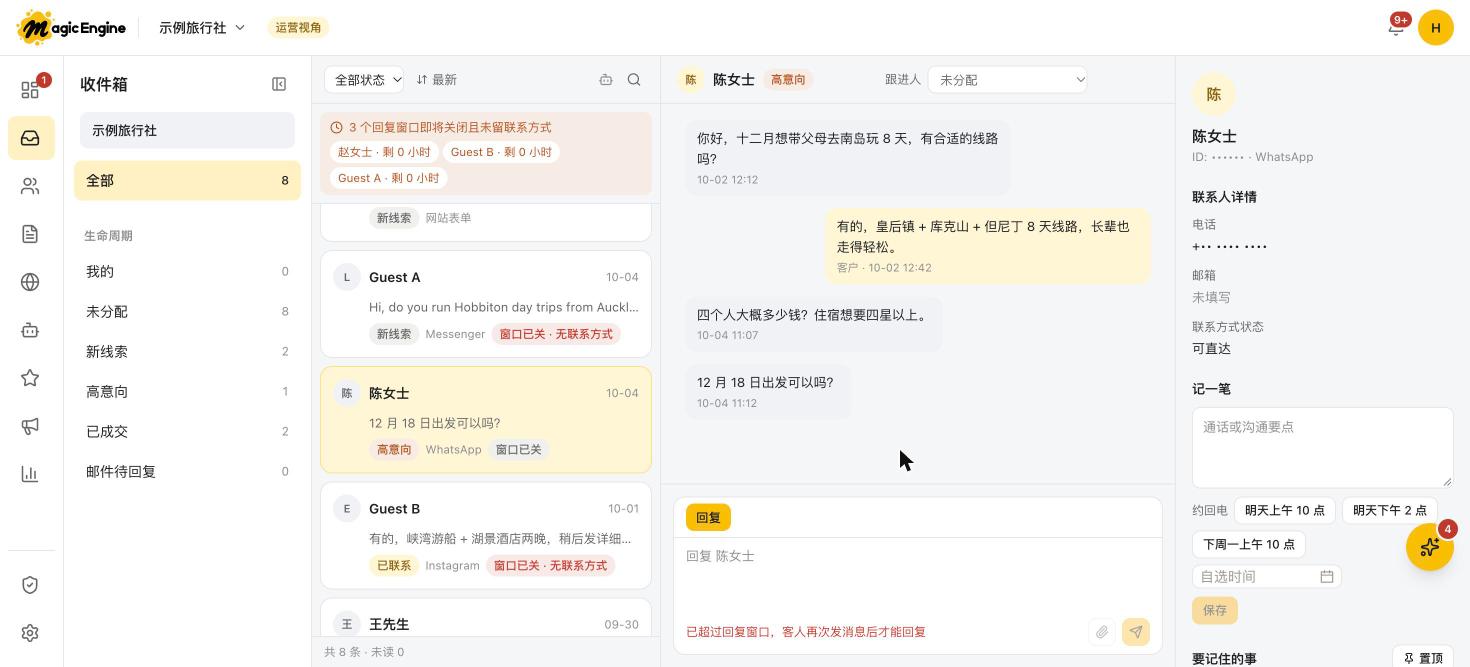 MagicEngine
示例旅行社
运营视角
9+
H
1
收件箱
示例旅行社
全部 8
生命周期
我的 0
未分配 8
新线索 2
高意向 1
已成交 2
邮件待回复 0
全部状态
最新
3 个回复窗口即将关闭且未留联系方式
赵女士 · 剩 0 小时
Guest B · 剩 0 小时
Guest A · 剩 0 小时
新线索 网站表单
L Guest A 10-04
Hi, do you run Hobbiton day trips from Auckl...
新线索 Messenger 窗口已关 · 无联系方式
陈 陈女士 10-04
12 月 18 日出发可以吗?
高意向 WhatsApp 窗口已关
E Guest B 10-01
有的，峡湾游船 + 湖景酒店两晚，稍后发详细...
已联系 Instagram 窗口已关 · 无联系方式
王 王先生 09-30
共 8 条 · 未读 0
陈 陈女士 高意向
跟进人 未分配
你好，十二月想带父母去南岛玩 8 天，有合适的线路
吗?
10-02 12:12
有的，皇后镇 + 库克山 + 但尼丁 8 天线路，长辈也
走得轻松。
客户 · 10-02 12:42
四个人大概多少钱？住宿想要四星以上。
10-04 11:07
12 月 18 日出发可以吗?
10-04 11:12
回复
回复 陈女士
已超过回复窗口，客人再次发消息后才能回复
陈
陈女士
ID: •••••• · WhatsApp
联系人详情
电话
+•• •••• ••••
邮箱
未填写
联系方式状态
可直达
记一笔
通话或沟通要点
约回电 明天上午 10 点 明天下午 2 点
下周一上午 10 点
4
自选时间
保存
要记住的事 置顶